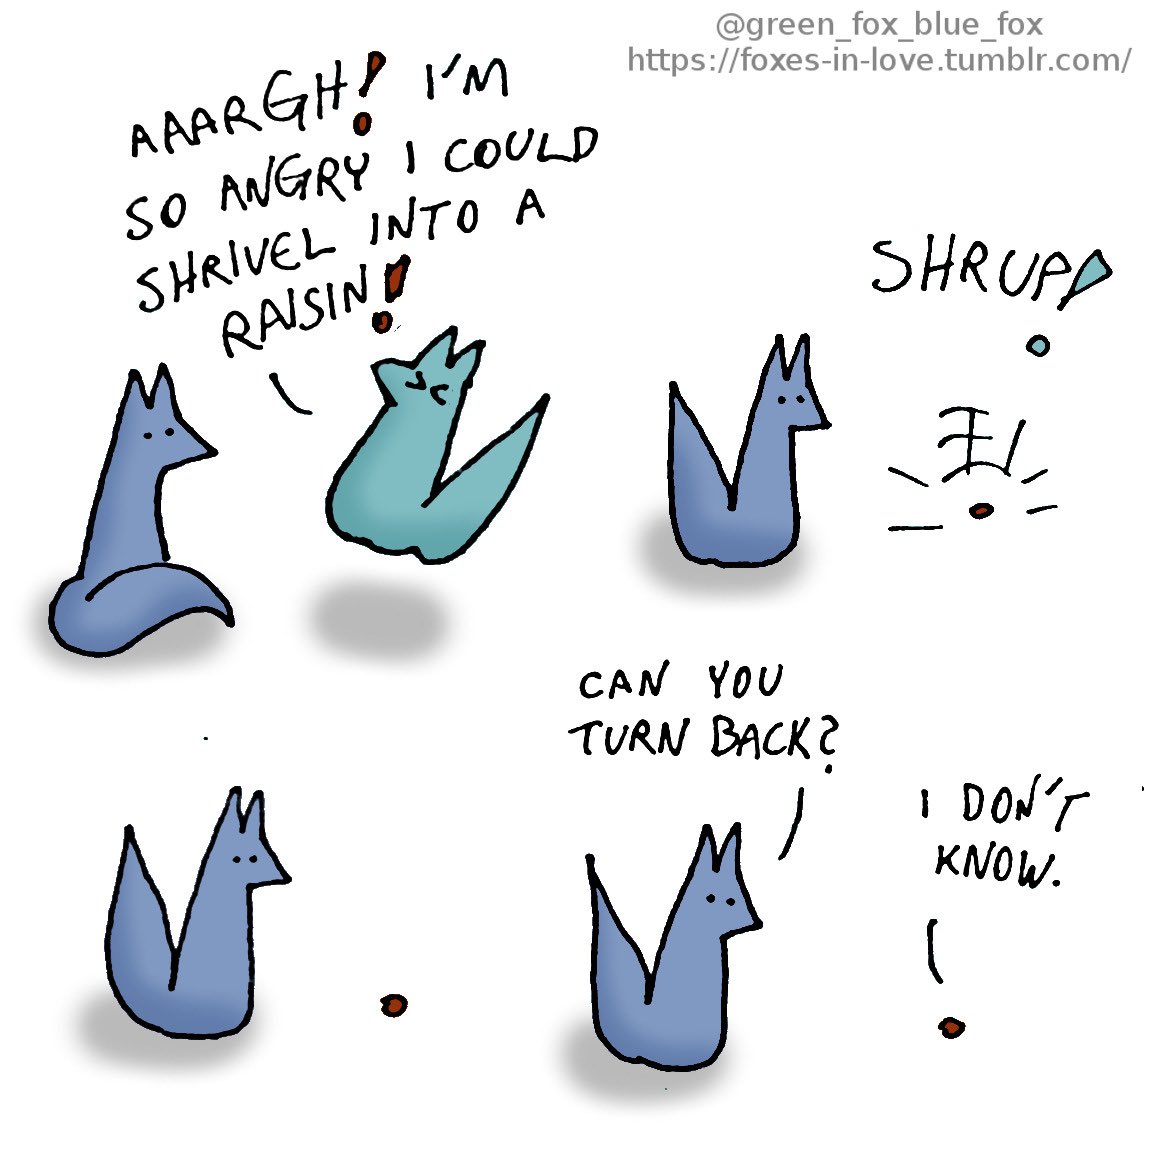 @green_fox_blue_fox
https://foxes-in-love.tumblr.com/
AAARGH! I'M
SO ANGRY I COULD
SHRIVEL INTO A
RAISIN!
SHRUP!
CAN YOU
TURN BACK?
I DON'T
KNOW.